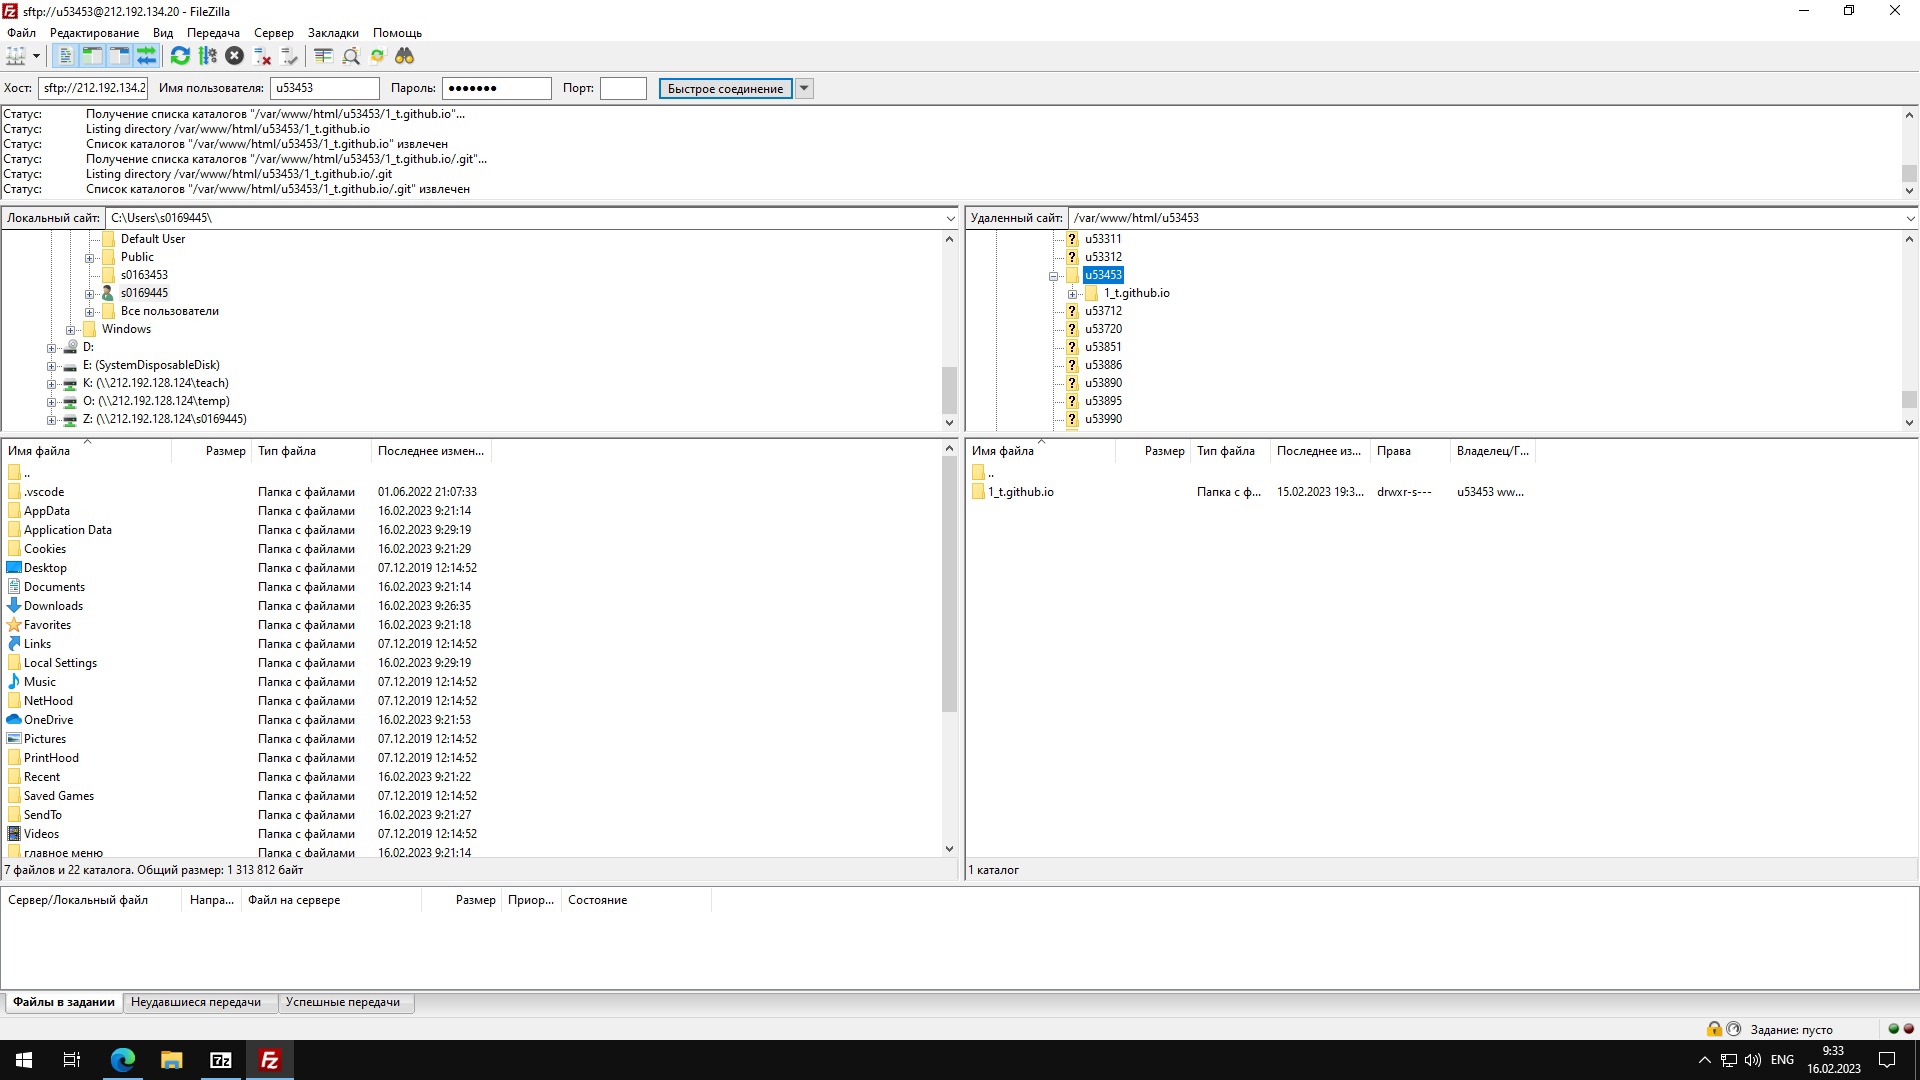 sftp://u53453@212.192.134.20 - FileZilla
Файл Редактирование Вид Передача Сервер Закладки Помощь
Хост: sftp://212.192.134.2 Имя пользователя: u53453 Пароль: ●●●●●●● Порт: Быстрое соединение
Статус: Получение списка каталогов "/var/www/html/u53453/1_t.github.io"...
Статус: Listing directory /var/www/html/u53453/1_t.github.io
Статус: Список каталогов "/var/www/html/u53453/1_t.github.io" извлечен
Статус: Получение списка каталогов "/var/www/html/u53453/1_t.github.io/.git"...
Статус: Listing directory /var/www/html/u53453/1_t.github.io/.git
Статус: Список каталогов "/var/www/html/u53453/1_t.github.io/.git" извлечен
Локальный сайт: C:\Users\s0169445\
Default User
Public
s0163453
s0169445
Все пользователи
Windows
D:
E: (SystemDisposableDisk)
K: (\\212.192.128.124\teach)
O: (\\212.192.128.124\temp)
Z: (\\212.192.128.124\s0169445)
Удаленный сайт: /var/www/html/u53453
u53311
u53312
u53453
1_t.github.io
u53712
u53720
u53851
u53886
u53890
u53895
u53990
Имя файла Размер Тип файла Последнее измен...
..
.vscode Папка с файлами 01.06.2022 21:07:33
AppData Папка с файлами 16.02.2023 9:21:14
Application Data Папка с файлами 16.02.2023 9:29:19
Cookies Папка с файлами 16.02.2023 9:21:29
Desktop Папка с файлами 07.12.2019 12:14:52
Documents Папка с файлами 16.02.2023 9:21:14
Downloads Папка с файлами 16.02.2023 9:26:35
Favorites Папка с файлами 16.02.2023 9:21:18
Links Папка с файлами 07.12.2019 12:14:52
Local Settings Папка с файлами 16.02.2023 9:29:19
Music Папка с файлами 07.12.2019 12:14:52
NetHood Папка с файлами 07.12.2019 12:14:52
OneDrive Папка с файлами 16.02.2023 9:21:53
Pictures Папка с файлами 07.12.2019 12:14:52
PrintHood Папка с файлами 07.12.2019 12:14:52
Recent Папка с файлами 16.02.2023 9:21:22
Saved Games Папка с файлами 07.12.2019 12:14:52
SendTo Папка с файлами 16.02.2023 9:21:27
Videos Папка с файлами 07.12.2019 12:14:52
главное меню Папка с файлами 16.02.2023 9:21:14
7 файлов и 22 каталога. Общий размер: 1 313 812 байт
Имя файла Размер Тип файла Последнее из... Права Владелец/Г...
..
1_t.github.io Папка с ф... 15.02.2023 19:3... drwxr-s--- u53453 ww...
1 каталог
Сервер/Локальный файл Напра... Файл на сервере Размер Приор... Состояние
Файлы в задании Неудавшиеся передачи Успешные передачи
Задание: пусто
7z Fz ENG 9:33
16.02.2023